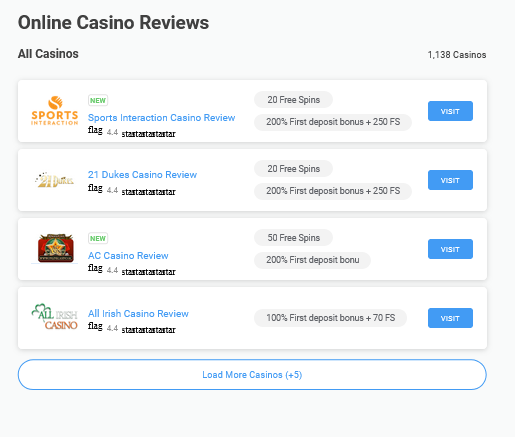 Online Casino Reviews
All Casinos
1,138 Casinos
SPORTS
INTERACTION
NEW
Sports Interaction Casino Review
flag 4.4 starstarstarstar
20 Free Spins
200% First deposit bonus + 250 FS
VISIT
21 DUKES
21 Dukes Casino Review
flag 4.4 starstarstarstar
20 Free Spins
200% First deposit bonus + 250 FS
VISIT
NEW
AC Casino Review
flag 4.4 starstarstarstar
50 Free Spins
200% First deposit bonu
VISIT
ALL IRISH
CASINO
All Irish Casino Review
flag 4.4 starstarstarstar
100% First deposit bonus + 70 FS
VISIT
Load More Casinos (+5)